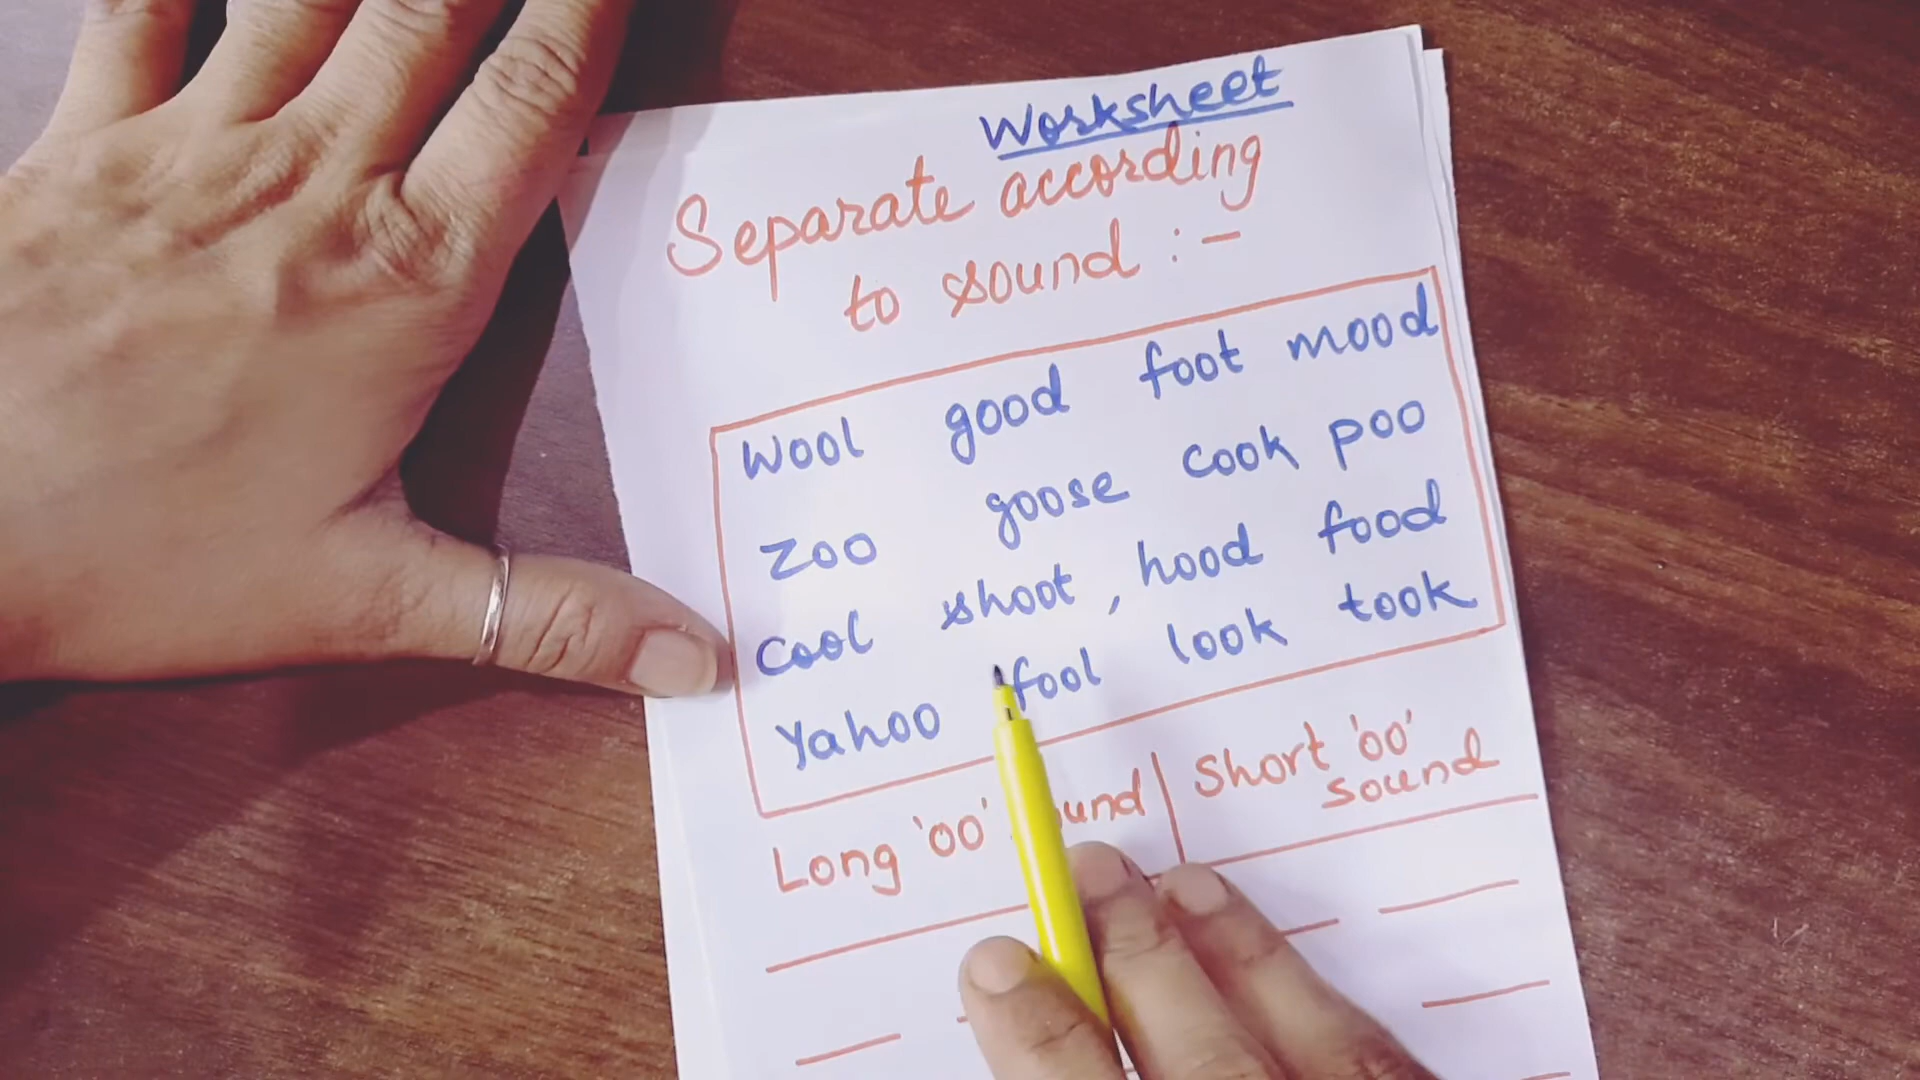 Worksheet
Separate according
to sound :-
Wool good foot mood
Zoo goose cook poo
Cool shoot, hood food
Yahoo fool look took
Long 'oo' sound
Short 'oo'
sound